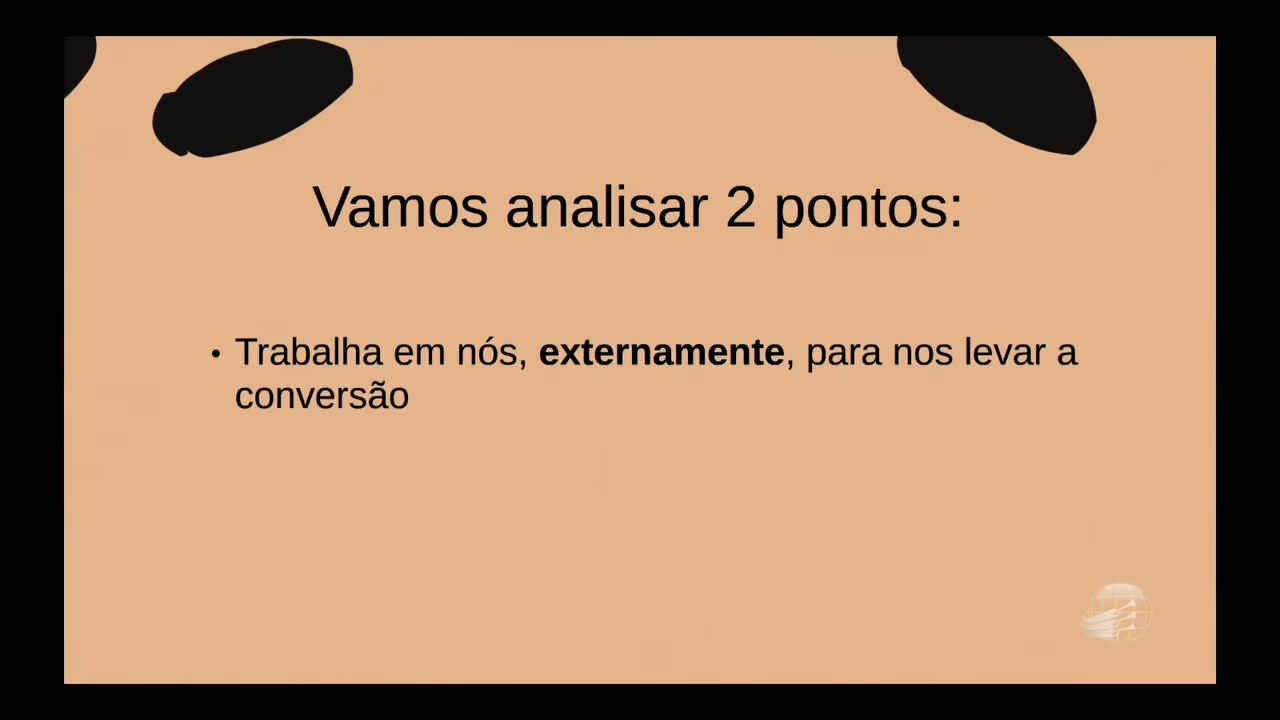 Vamos analisar 2 pontos:
• Trabalha em nós, externamente, para nos levar a
conversão